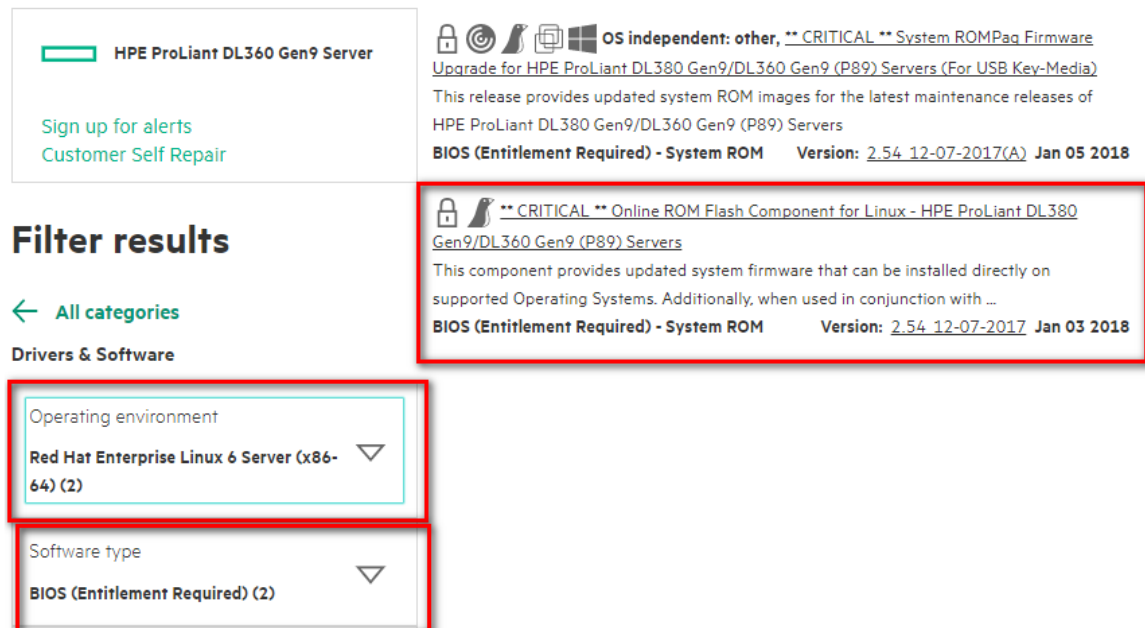 HPE ProLiant DL360 Gen9 Server
Sign up for alerts
Customer Self Repair
OS independent: other, ** CRITICAL ** System ROMPaq Firmware
Upgrade for HPE ProLiant DL380 Gen9/DL360 Gen9 (P89) Servers (For USB Key-Media)
This release provides updated system ROM images for the latest maintenance releases of
HPE ProLiant DL380 Gen9/DL360 Gen9 (P89) Servers
BIOS (Entitlement Required) - System ROM Version: 2.54_12-07-2017(A) Jan 05 2018
** CRITICAL ** Online ROM Flash Component for Linux - HPE ProLiant DL380
Gen9/DL360 Gen9 (P89) Servers
This component provides updated system firmware that can be installed directly on
supported Operating Systems. Additionally, when used in conjunction with ...
BIOS (Entitlement Required) - System ROM Version: 2.54_12-07-2017 Jan 03 2018
Filter results
All categories
Drivers & Software
Operating environment
Red Hat Enterprise Linux 6 Server (x86-
64) (2)
Software type
BIOS (Entitlement Required) (2)